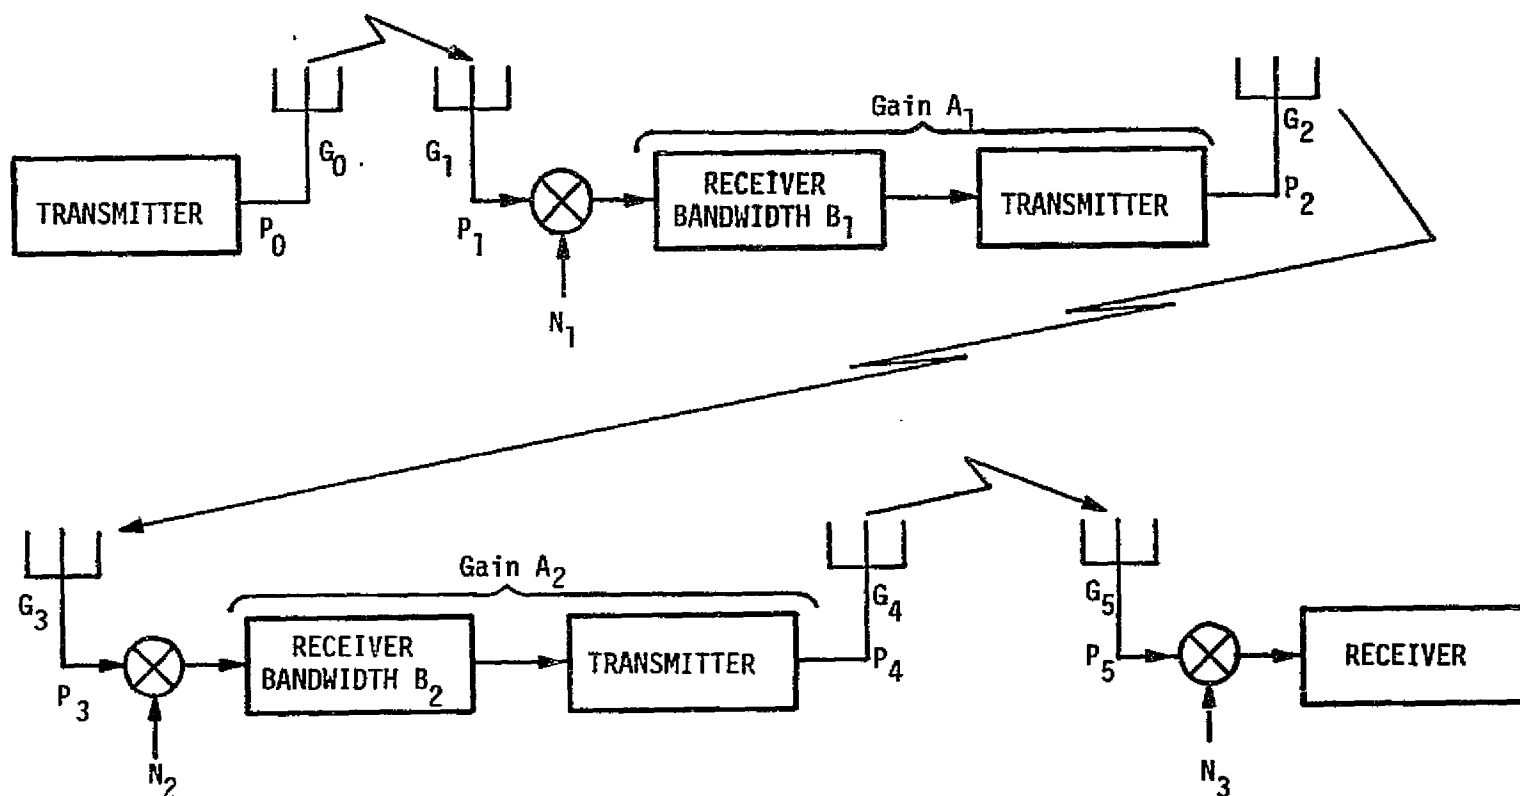 Gain A1
G0
G1
G2
TRANSMITTER
P0
P1
RECEIVER
BANDWIDTH B1
TRANSMITTER
P2
N1
Gain A2
G3
G4
G5
P3
RECEIVER
BANDWIDTH B2
TRANSMITTER
P4
P5
RECEIVER
N2
N3